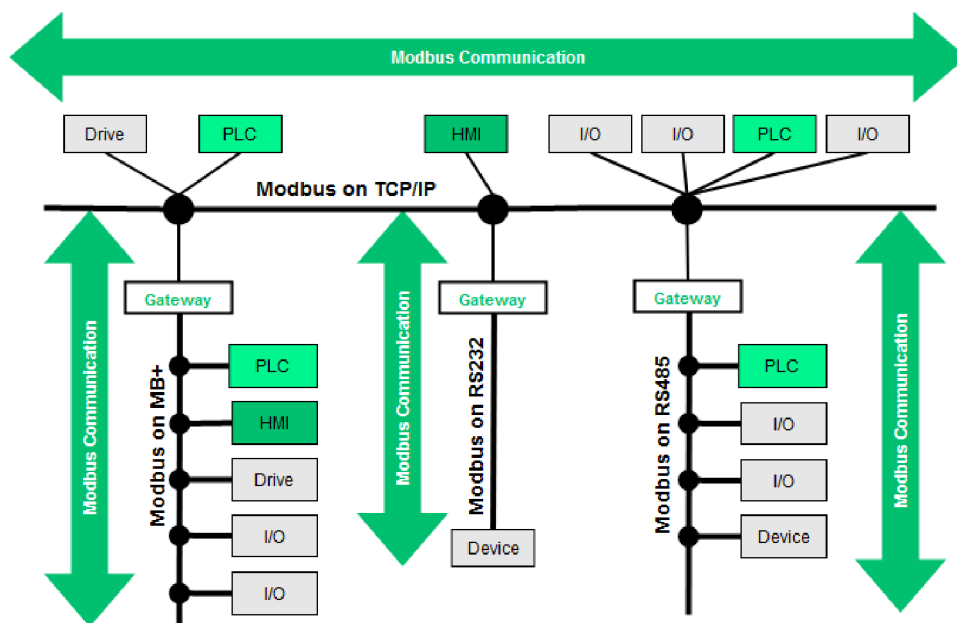 Modbus Communication
Drive
PLC
HMI
I/O
I/O
PLC
I/O
Modbus on TCP/IP
Gateway
Gateway
Gateway
Modbus Communication
Modbus on MB+
PLC
HMI
Drive
I/O
I/O
Modbus Communication
Modbus on RS232
Device
Modbus on RS485
PLC
I/O
I/O
Device
Modbus Communication